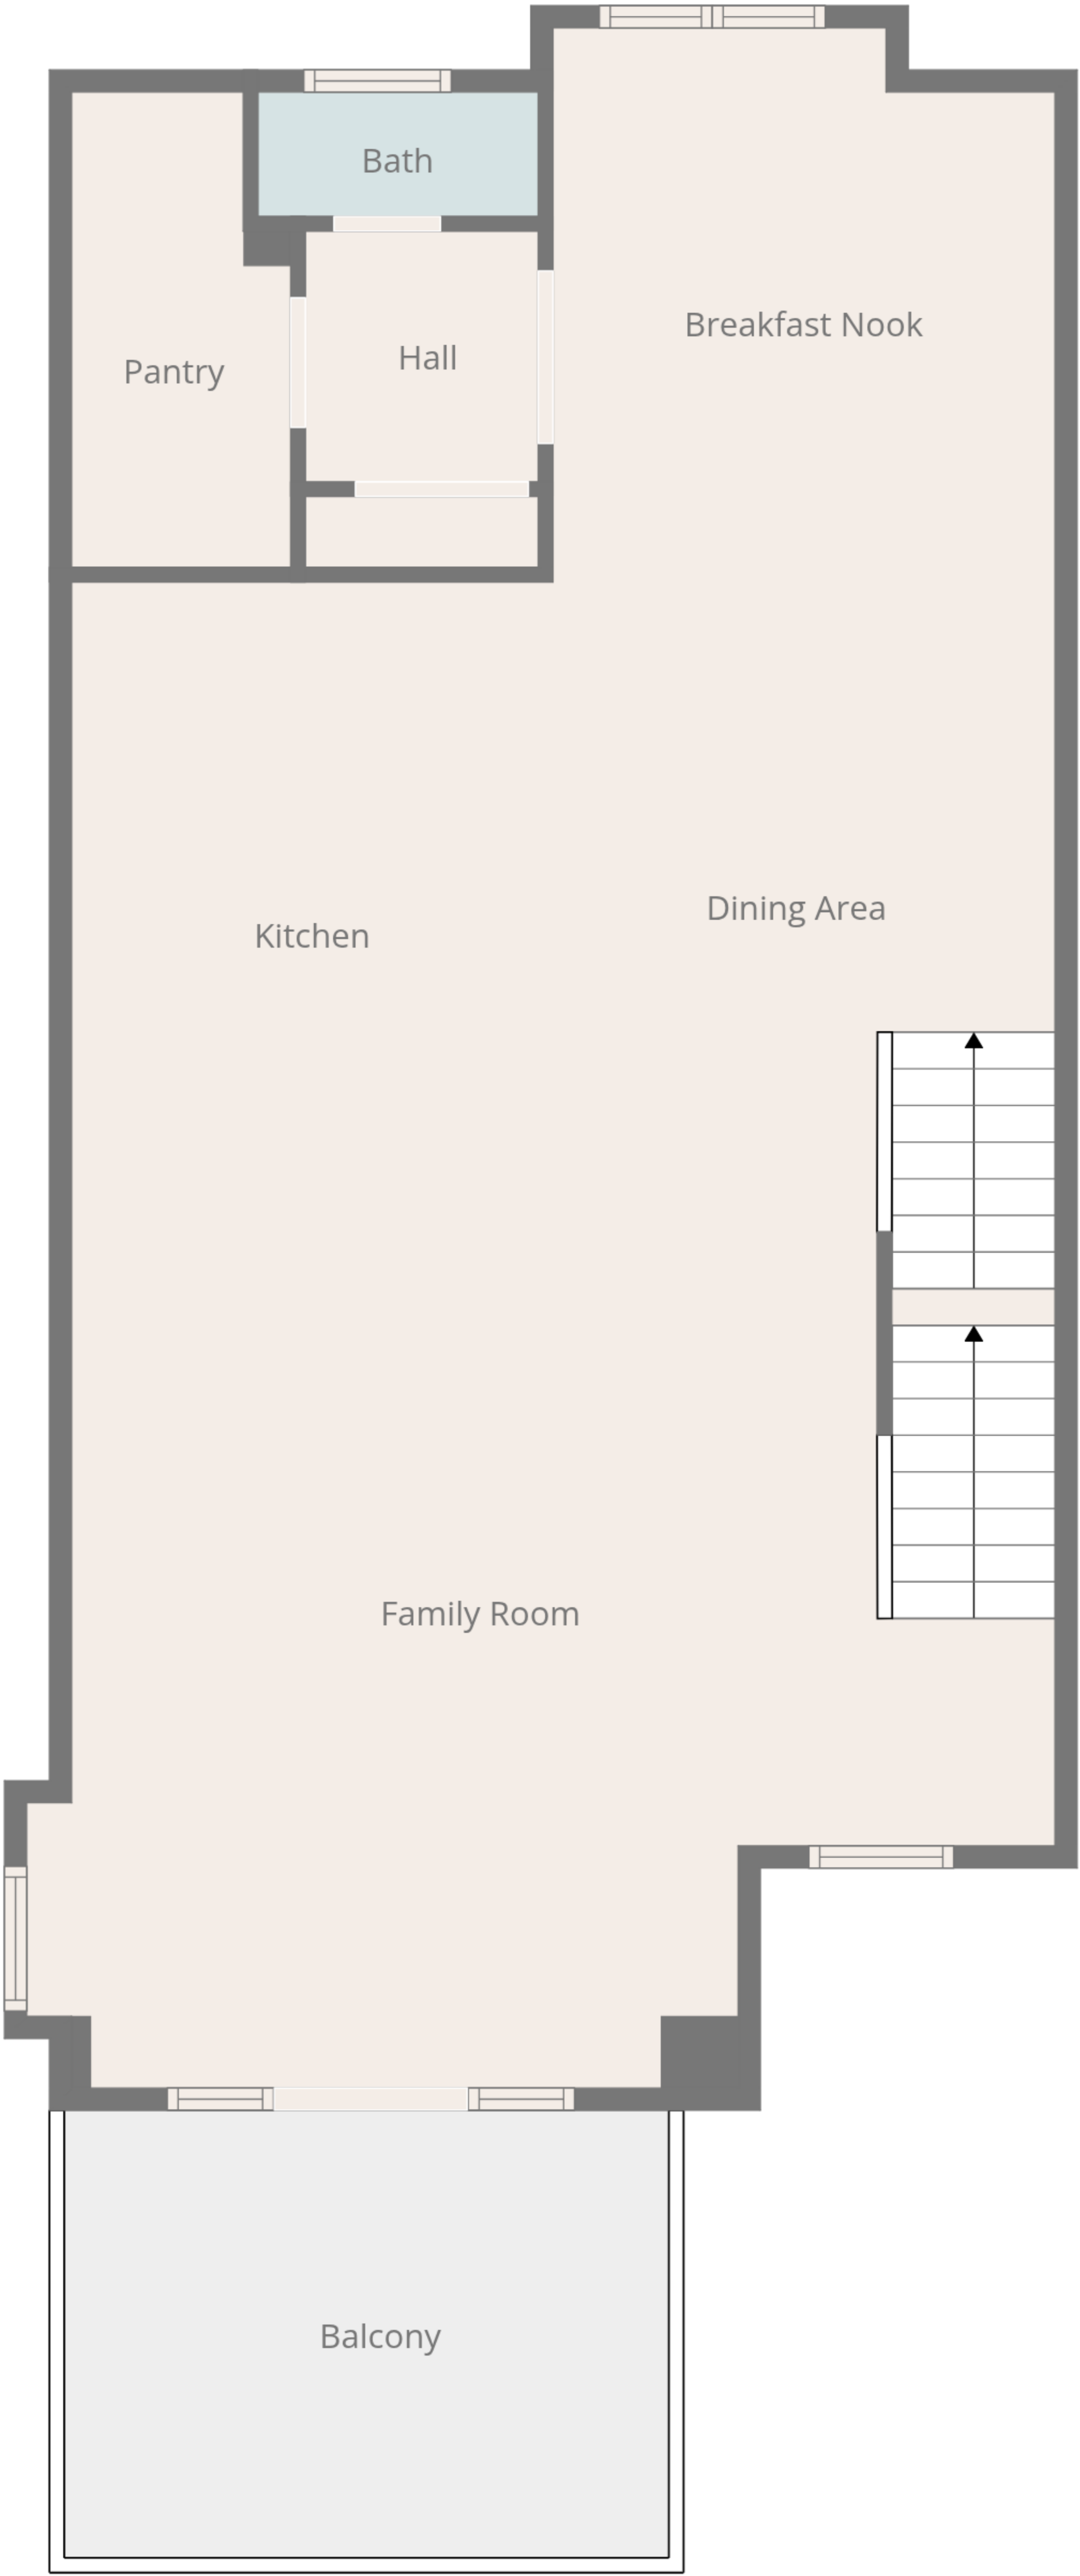 Bath
Breakfast Nook
Hall
Pantry
Dining Area
Kitchen
Family Room
Balcony